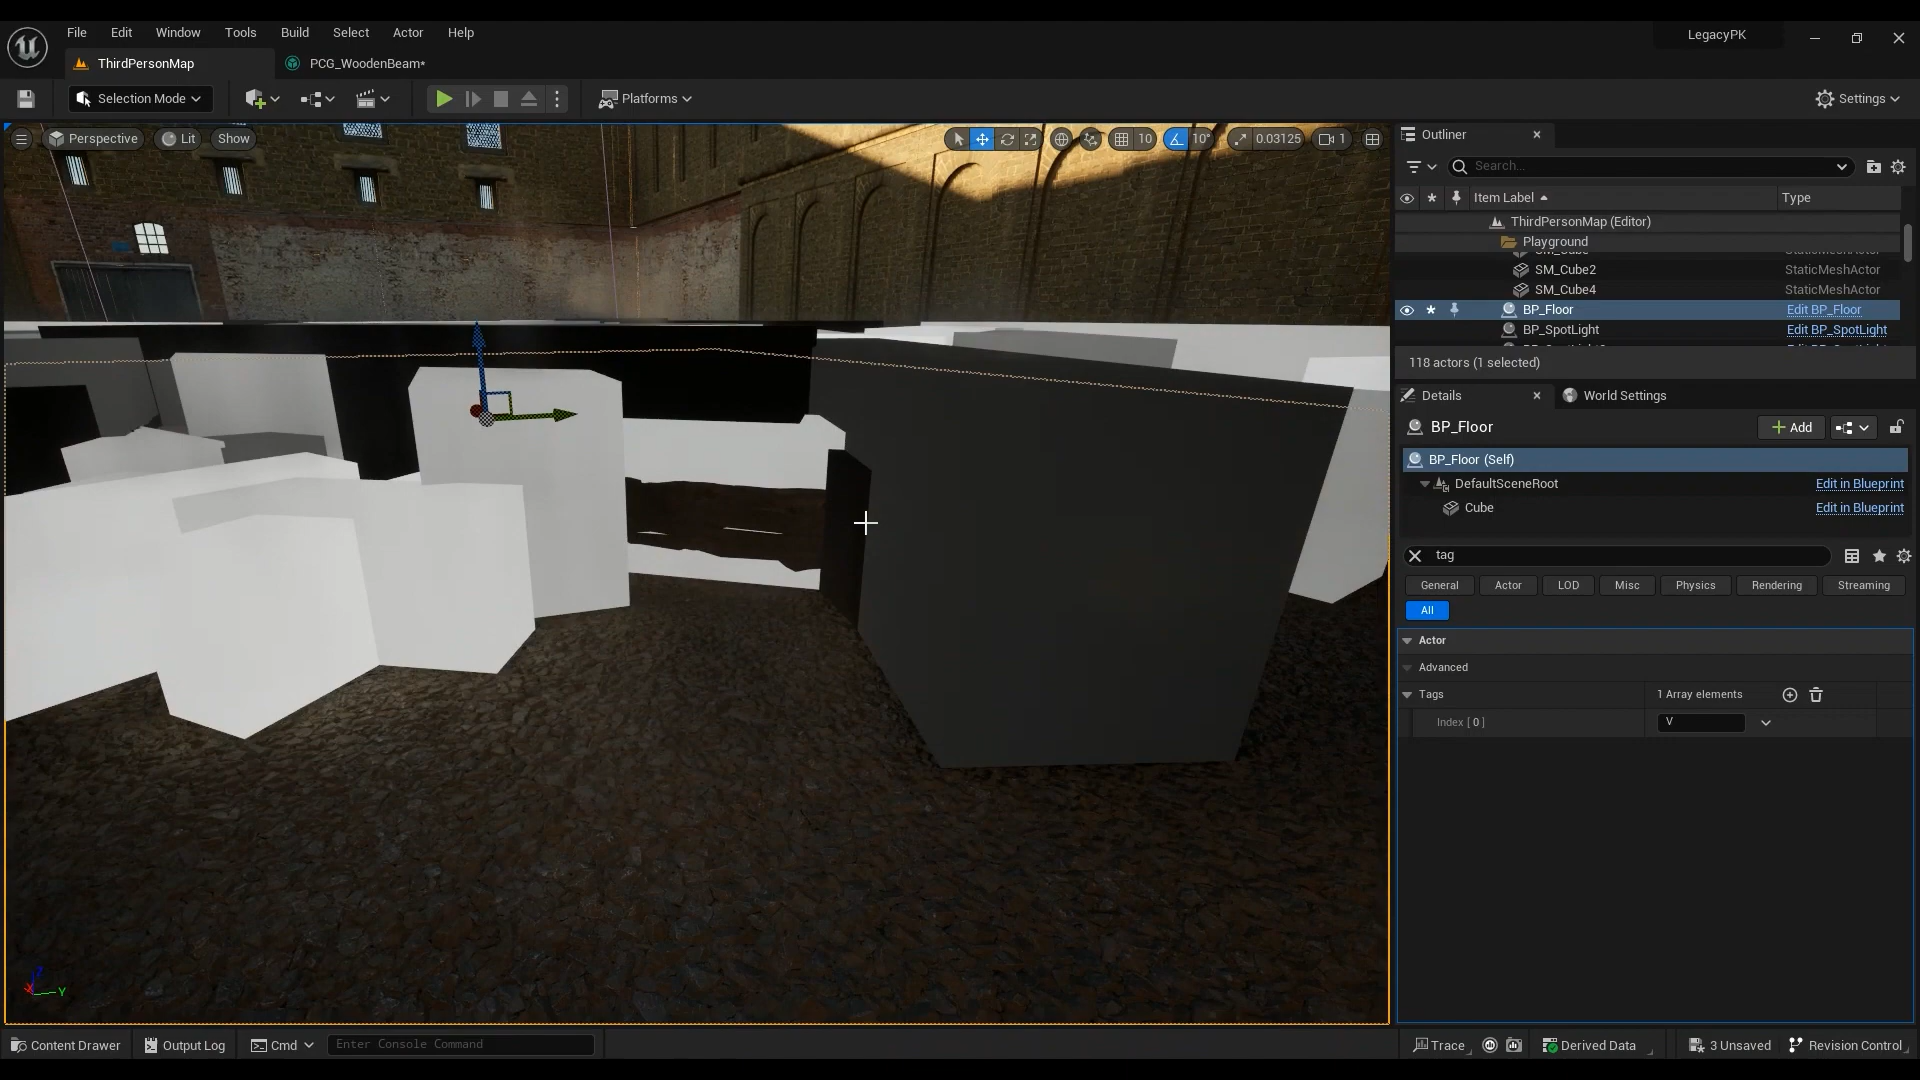 File Edit Window Tools Build Select Actor Help
LegacyPK
ThirdPersonMap
PCG_WoodenBeam*
Selection Mode
Platforms
Settings
Perspective
Lit
Show
10
10°
0.03125
1
Outliner
Search...
Item Label
Type
ThirdPersonMap (Editor)
Playground
SM_Cube2 StaticMeshActor
SM_Cube4 StaticMeshActor
BP_Floor Edit BP_Floor
BP_SpotLight Edit BP_SpotLight
118 actors (1 selected)
Details
World Settings
BP_Floor
Add
BP_Floor (Self)
DefaultSceneRoot Edit in Blueprint
Cube Edit in Blueprint
tag
General Actor LOD Misc Physics Rendering Streaming
All
Actor
Advanced
Tags 1 Array elements
Index [ 0 ] V
Z
X
Y
Content Drawer
Output Log
Cmd
Enter Console Command
Trace
Derived Data
3 Unsaved
Revision Control